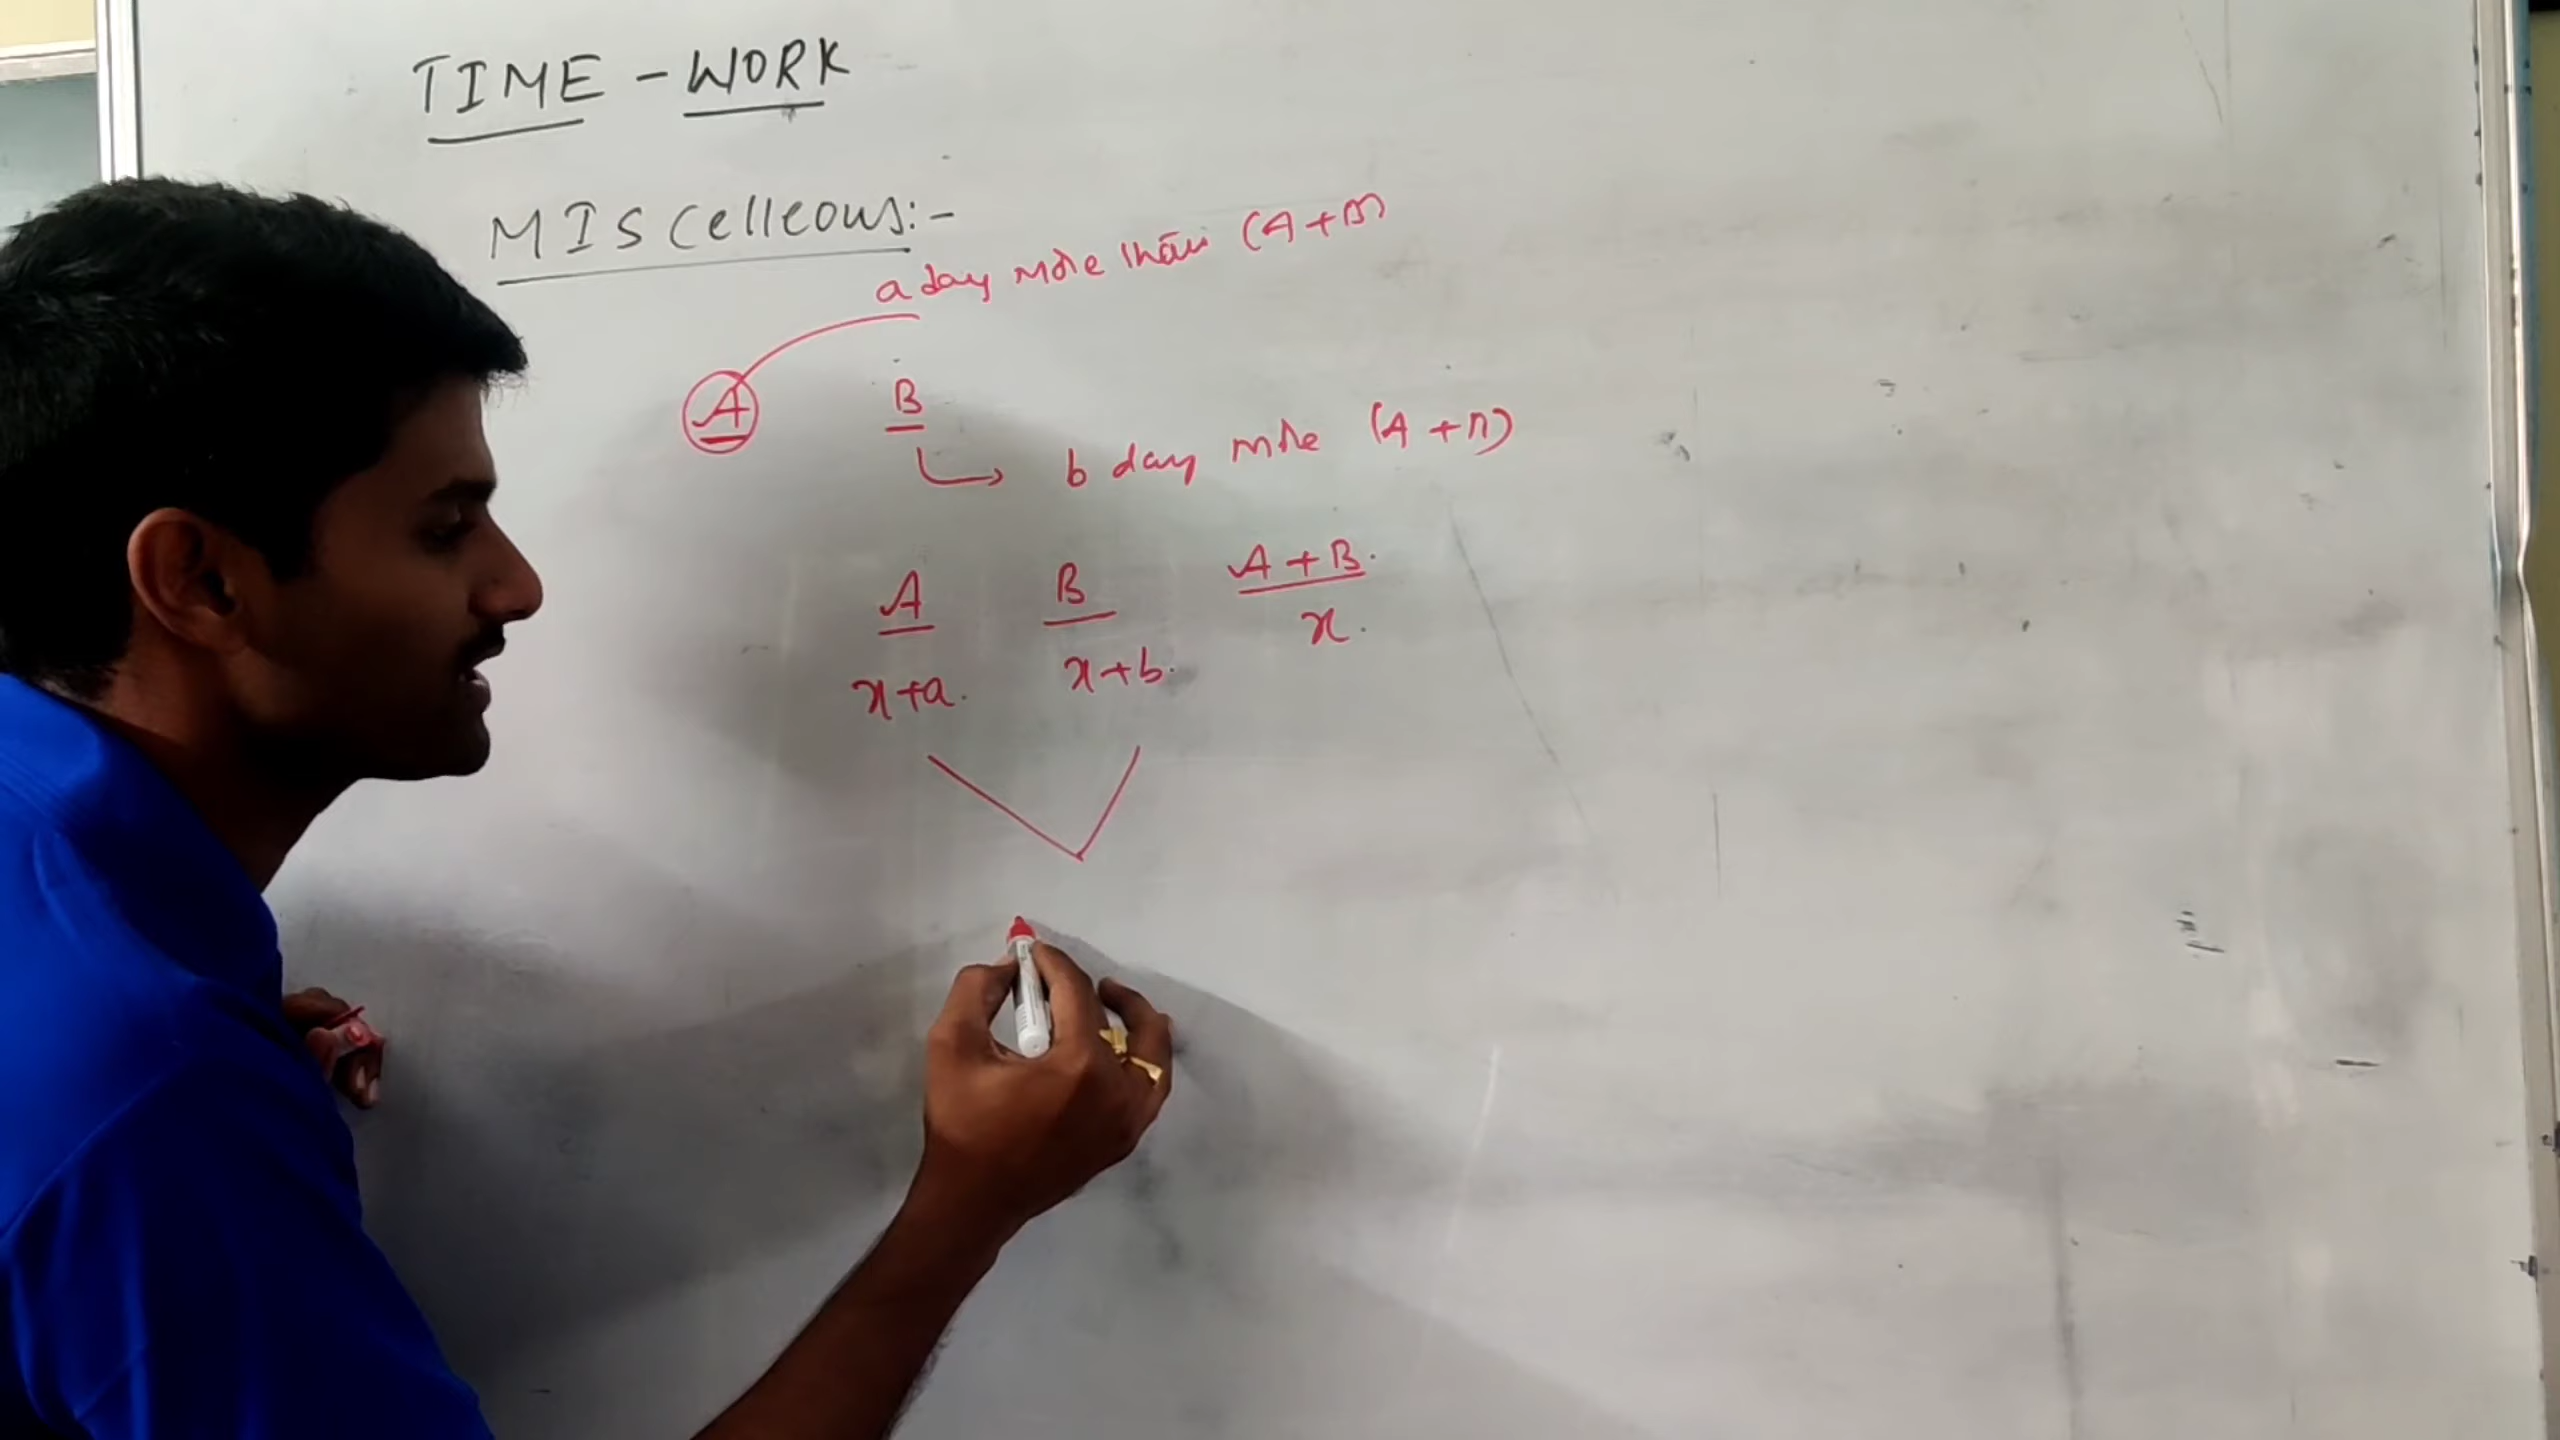 TIME - WORK
MIScelleous:-
a day more than (A+B)
A B
b day more (A+B)
A B A+B.
x+a. x+b. x.